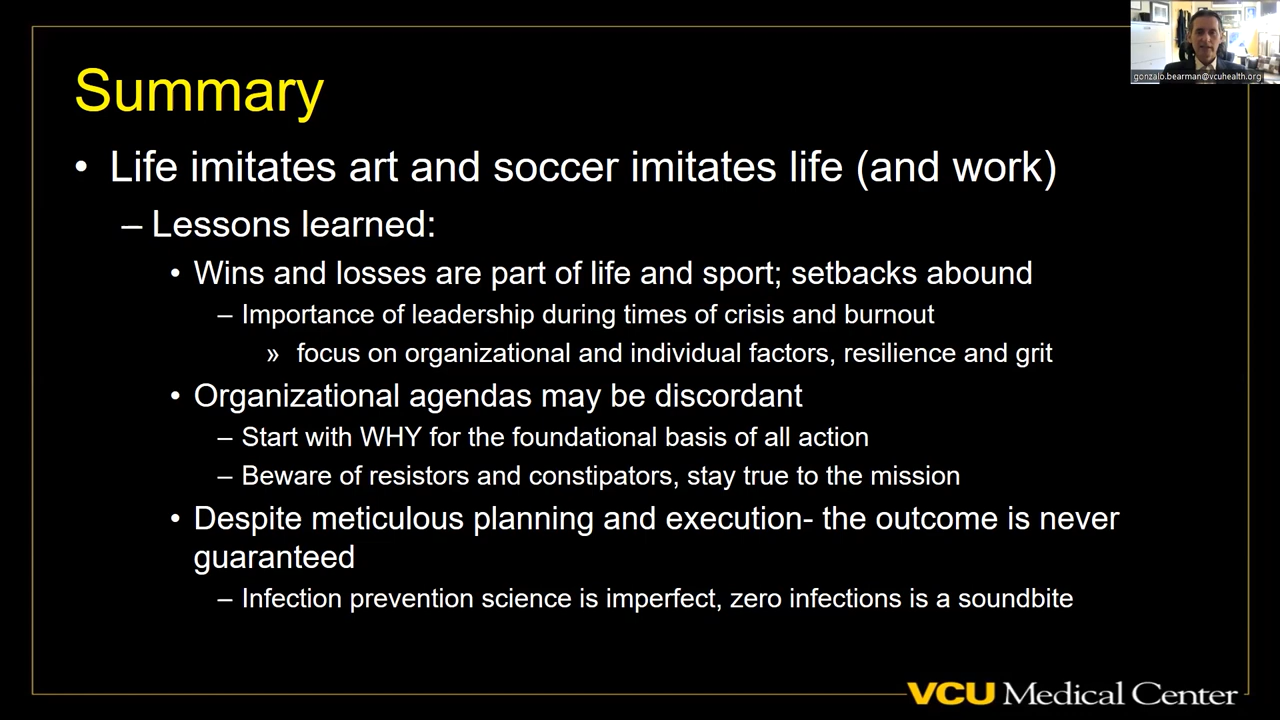 gonzalo.bearman@vcuhealth.org
Summary
• Life imitates art and soccer imitates life (and work)
– Lessons learned:
• Wins and losses are part of life and sport; setbacks abound
– Importance of leadership during times of crisis and burnout
» focus on organizational and individual factors, resilience and grit
• Organizational agendas may be discordant
– Start with WHY for the foundational basis of all action
– Beware of resistors and constipators, stay true to the mission
• Despite meticulous planning and execution- the outcome is never
guaranteed
– Infection prevention science is imperfect, zero infections is a soundbite
VCU Medical Center